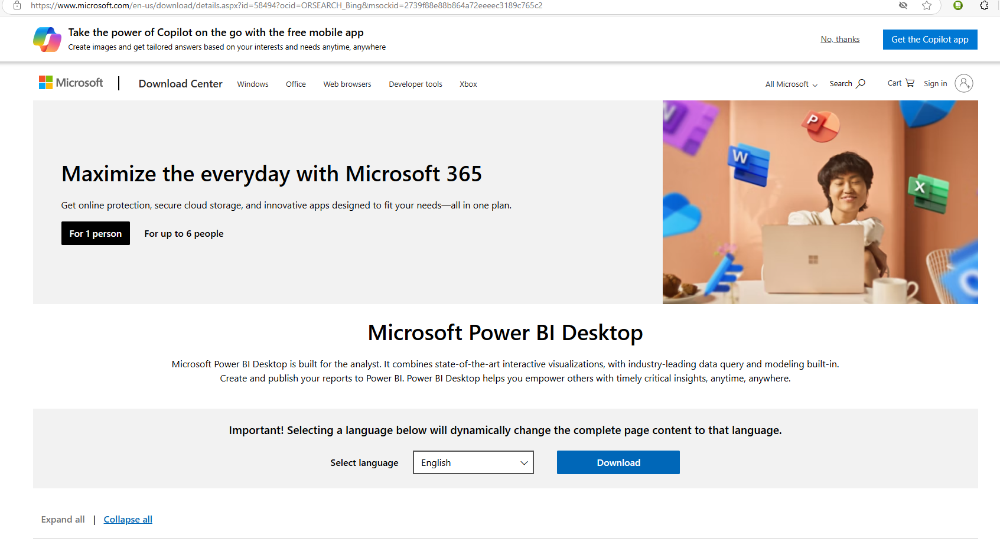 https://www.microsoft.com/en-us/download/details.aspx?id=58494?ocid=ORSEARCH_Bing&msockid=2739f88e88b864a72eeeec3189c765c2
Take the power of Copilot on the go with the free mobile app
Create images and get tailored answers based on your interests and needs anytime, anywhere
No, thanks
Get the Copilot app
Microsoft
Download Center
Windows
Office
Web browsers
Developer tools
Xbox
All Microsoft
Search
Cart
Sign in
Maximize the everyday with Microsoft 365
Get online protection, secure cloud storage, and innovative apps designed to fit your needs—all in one plan.
For 1 person
For up to 6 people
N
P
W
X
O
Microsoft Power BI Desktop
Microsoft Power BI Desktop is built for the analyst. It combines state-of-the-art interactive visualizations, with industry-leading data query and modeling built-in.
Create and publish your reports to Power BI. Power BI Desktop helps you empower others with timely critical insights, anytime, anywhere.
Important! Selecting a language below will dynamically change the complete page content to that language.
Select language
English
Download
Expand all | Collapse all